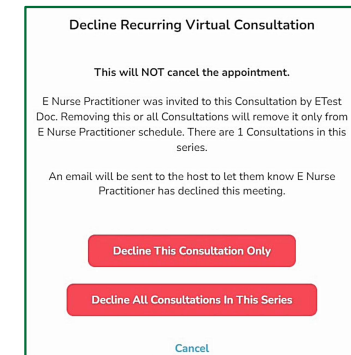 Decline Recurring Virtual Consultation
This will NOT cancel the appointment.
E Nurse Practitioner was invited to this Consultation by ETest
Doc. Removing this or all Consultations will remove it only from
E Nurse Practitioner schedule. There are 1 Consultations in this
series.
An email will be sent to the host to let them know E Nurse
Practitioner has declined this meeting.
Decline This Consultation Only
Decline All Consultations In This Series
Cancel